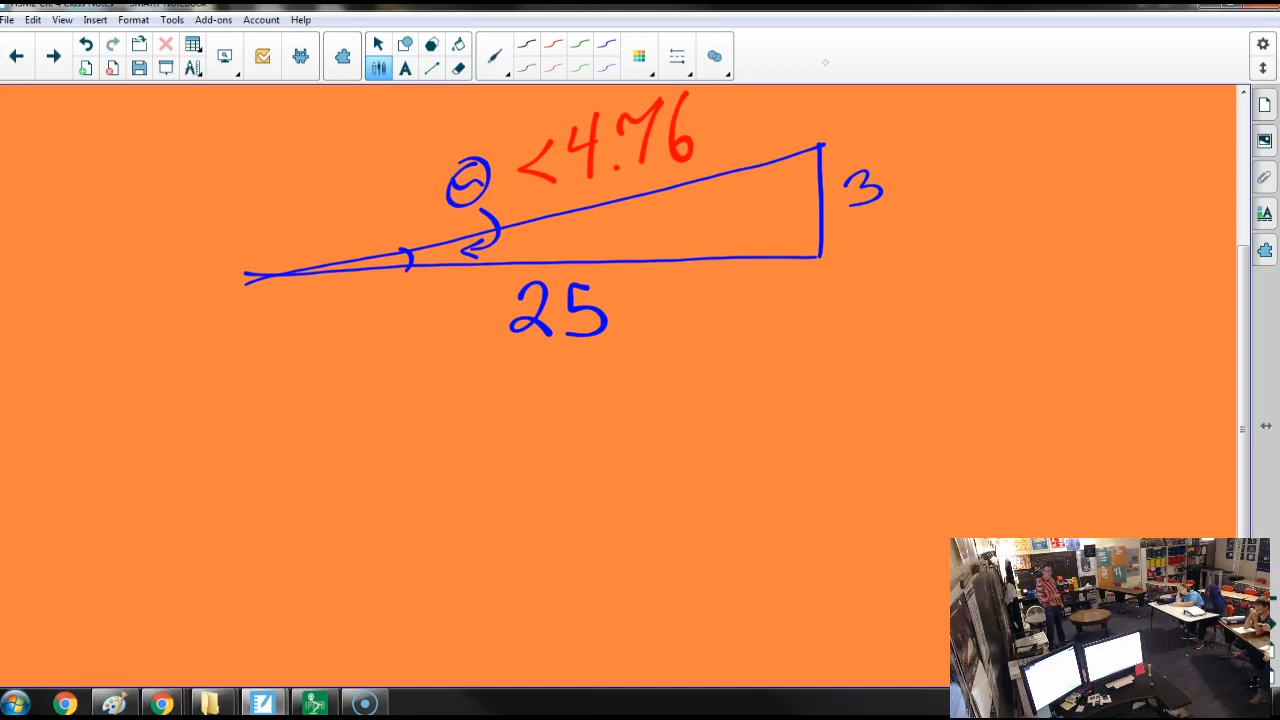 File Edit View Insert Format Tools Add-ons Account Help
<4.76
Θ
3
25